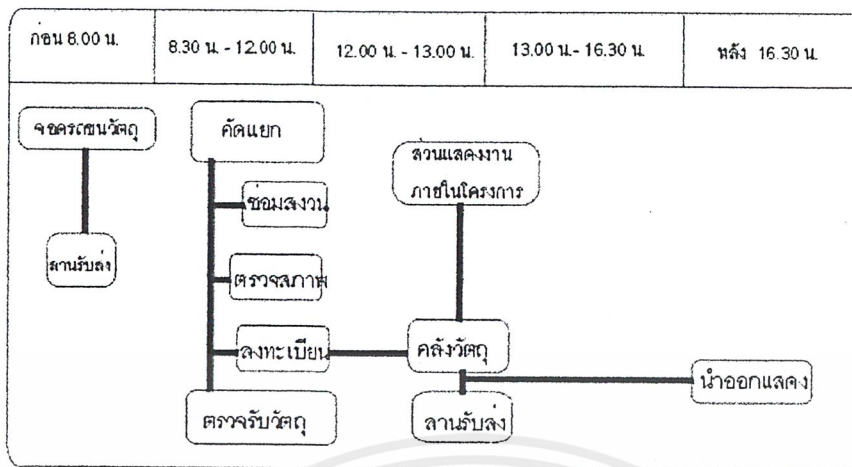 ก่อน 8.00 น.
8.30 น. - 12.00 น.
12.00 น. - 13.00 น.
13.00 น.- 16.30 น.
หลัง 16.30 น.
จอดรถขนวัตถุ
คัดแยก
ส่วนแสดงงาน
ภายในโครงการ
ซ่อมสงวน
ลานรับส่ง
ตรวจสภาพ
ลงทะเบียน
คลังวัตถุ
นำออกแสดง
ตรวจรับวัตถุ
ลานรับส่ง